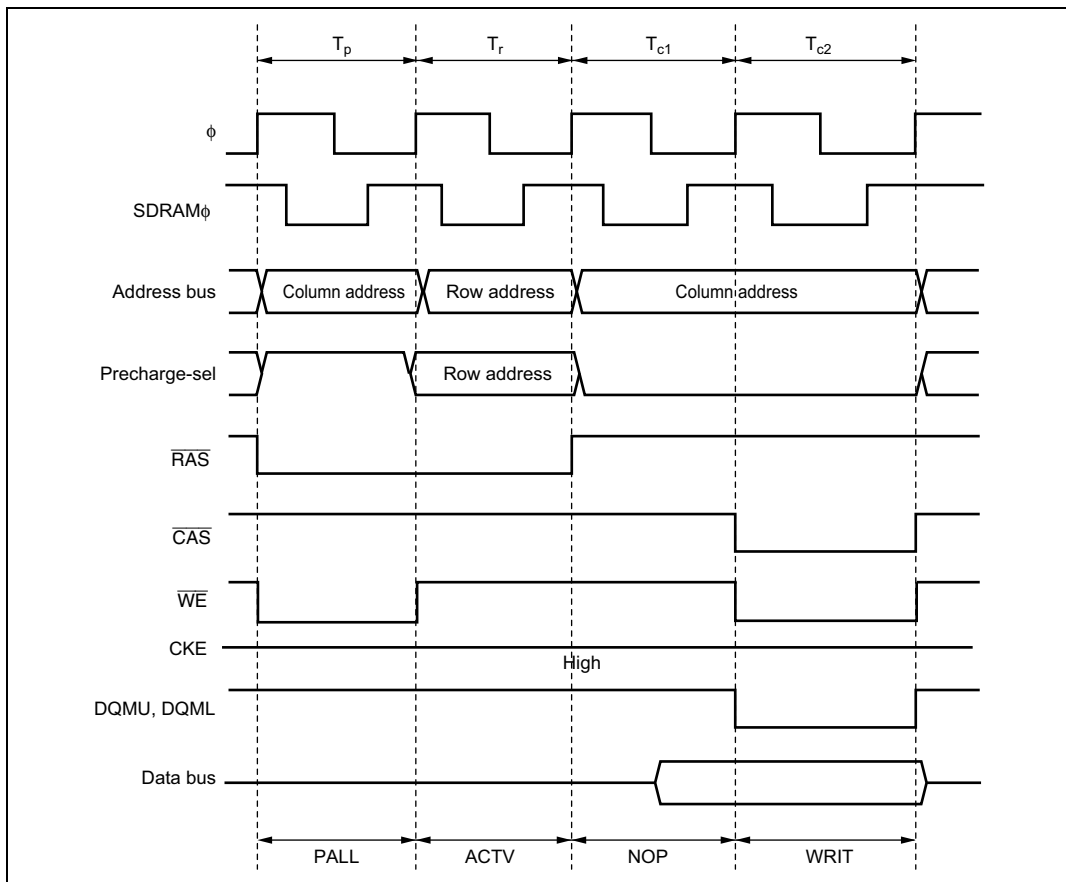 Tp Tr Tc1 Tc2
ϕ
SDRAMϕ
Address bus Column address Row address Column address
Precharge-sel Row address
RAS
CAS
WE
CKE High
DQMU, DQML
Data bus
PALL ACTV NOP WRIT